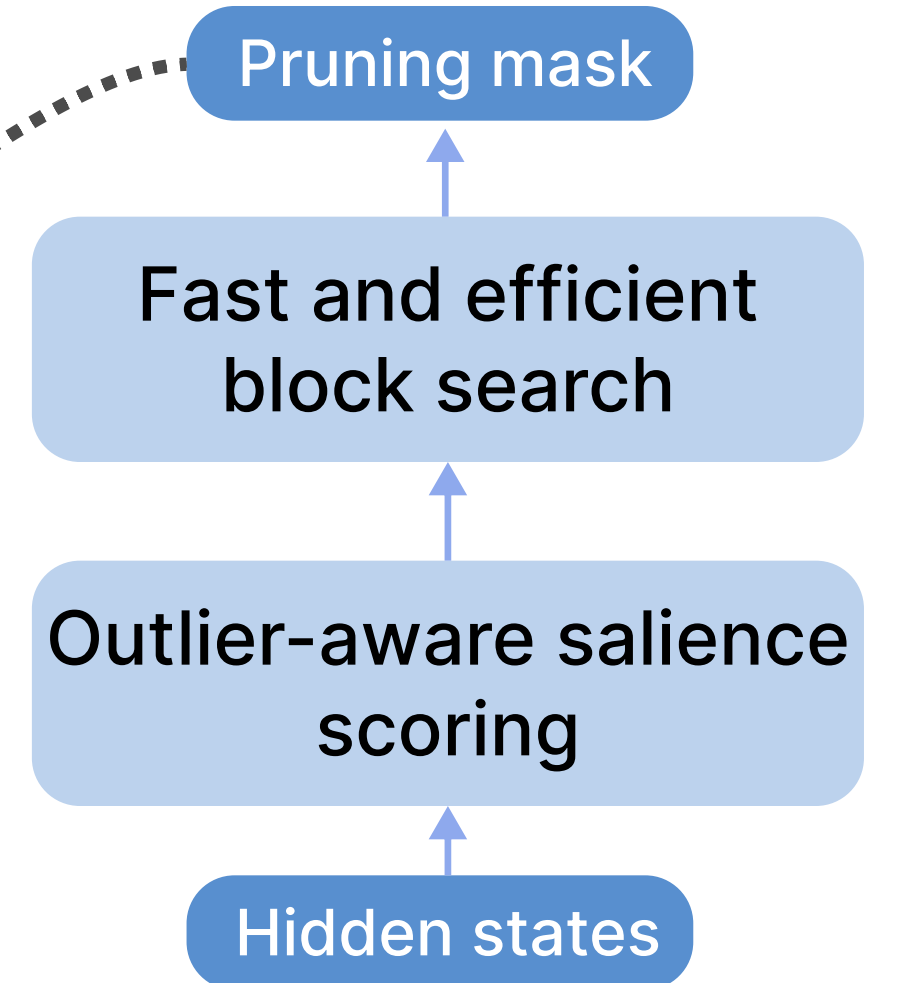 Pruning mask
Fast and efficient
block search
Outlier-aware salience
scoring
Hidden states